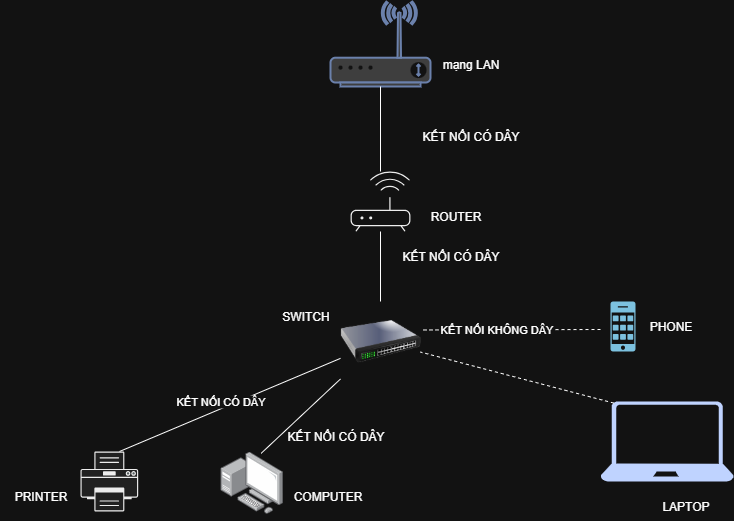 mạng LAN
KẾT NỐI CÓ DÂY
ROUTER
KẾT NỐI CÓ DÂY
SWITCH
KẾT NỐI KHÔNG DÂY
PHONE
KẾT NỐI CÓ DÂY
KẾT NỐI CÓ DÂY
PRINTER
COMPUTER
LAPTOP